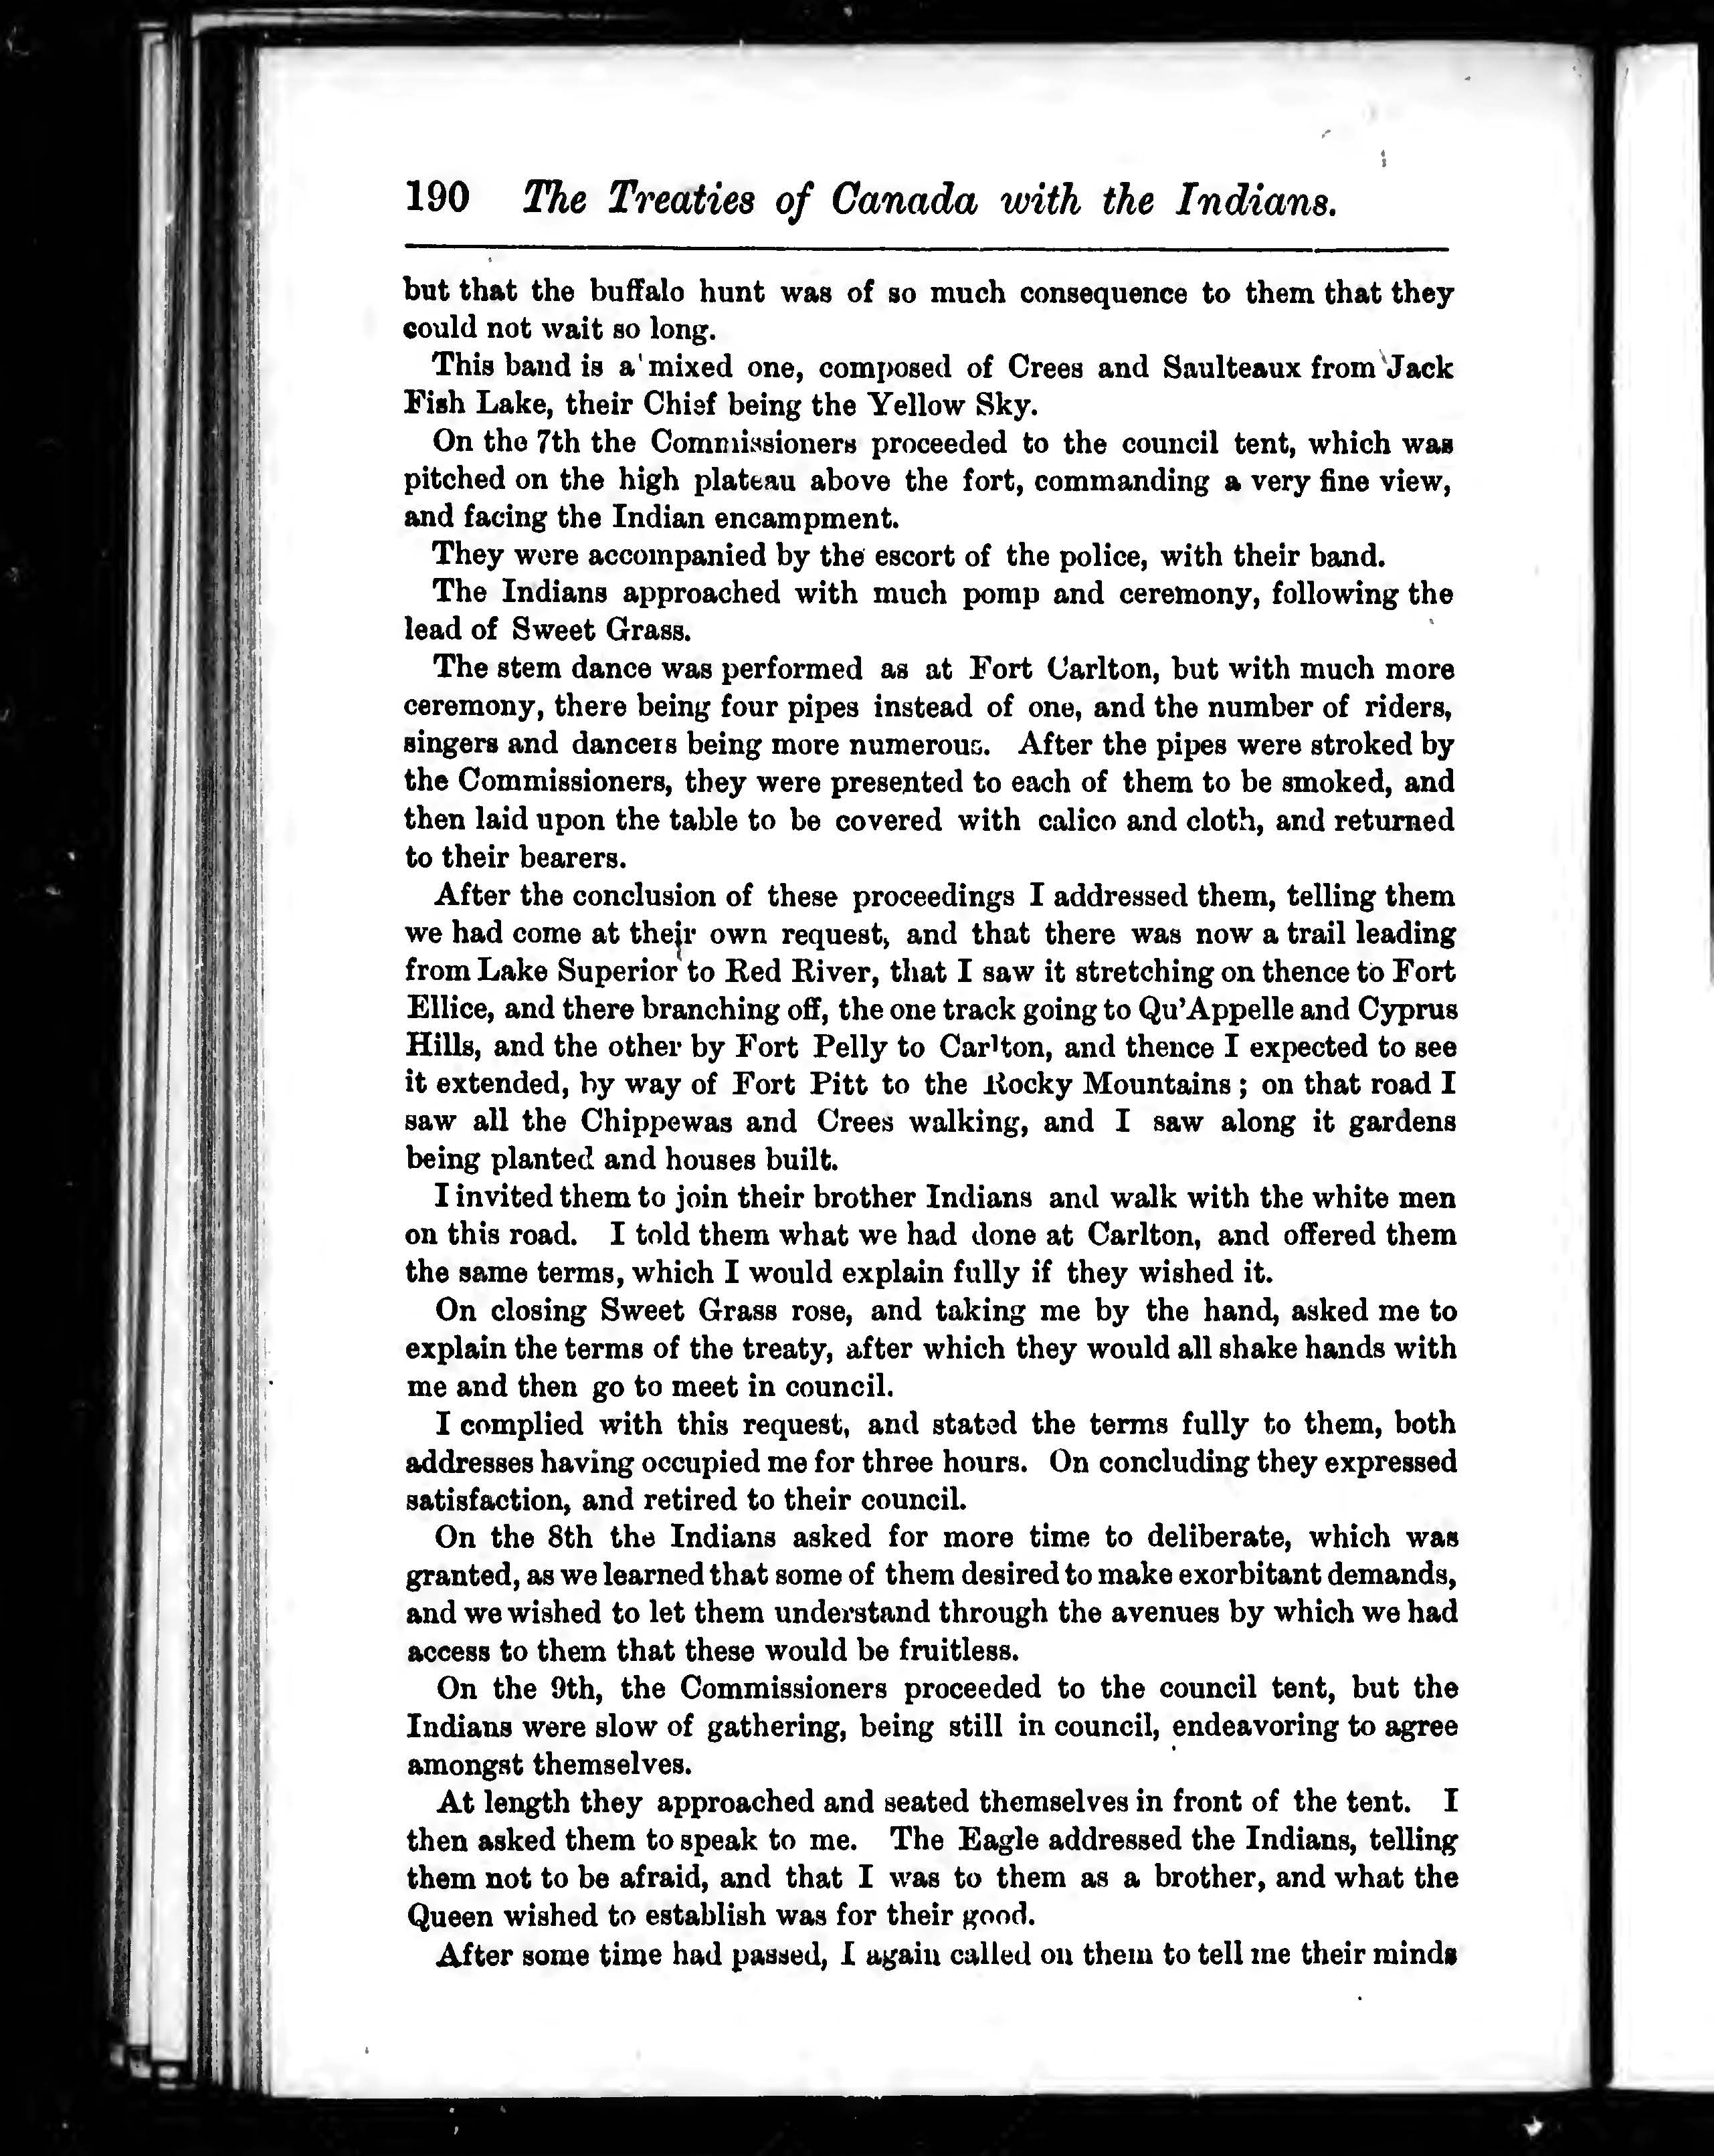 190 The Treaties of Canada with the Indians.
but that the buffalo hunt was of so much consequence to them that they
could not wait so long.
This band is a mixed one, composed of Crees and Saulteaux from Jack
Fish Lake, their Chief being the Yellow Sky.
On the 7th the Commissioners proceeded to the council tent, which was
pitched on the high plateau above the fort, commanding a very fine view,
and facing the Indian encampment.
They were accompanied by the escort of the police, with their band.
The Indians approached with much pomp and ceremony, following the
lead of Sweet Grass.
The stem dance was performed as at Fort Carlton, but with much more
ceremony, there being four pipes instead of one, and the number of riders,
singers and dancers being more numerous. After the pipes were stroked by
the Commissioners, they were presented to each of them to be smoked, and
then laid upon the table to be covered with calico and cloth, and returned
to their bearers.
After the conclusion of these proceedings I addressed them, telling them
we had come at their own request, and that there was now a trail leading
from Lake Superior to Red River, that I saw it stretching on thence to Fort
Ellice, and there branching off, the one track going to Qu'Appelle and Cyprus
Hills, and the other by Fort Pelly to Carlton, and thence I expected to see
it extended, by way of Fort Pitt to the Rocky Mountains; on that road I
saw all the Chippewas and Crees walking, and I saw along it gardens
being planted and houses built.
I invited them to join their brother Indians and walk with the white men
on this road. I told them what we had done at Carlton, and offered them
the same terms, which I would explain fully if they wished it.
On closing Sweet Grass rose, and taking me by the hand, asked me to
explain the terms of the treaty, after which they would all shake hands with
me and then go to meet in council.
I complied with this request, and stated the terms fully to them, both
addresses having occupied me for three hours. On concluding they expressed
satisfaction, and retired to their council.
On the 8th the Indians asked for more time to deliberate, which was
granted, as we learned that some of them desired to make exorbitant demands,
and we wished to let them understand through the avenues by which we had
access to them that these would be fruitless.
On the 9th, the Commissioners proceeded to the council tent, but the
Indians were slow of gathering, being still in council, endeavoring to agree
amongst themselves.
At length they approached and seated themselves in front of the tent. I
then asked them to speak to me. The Eagle addressed the Indians, telling
them not to be afraid, and that I was to them as a brother, and what the
Queen wished to establish was for their good.
After some time had passed, I again called on them to tell me their minds